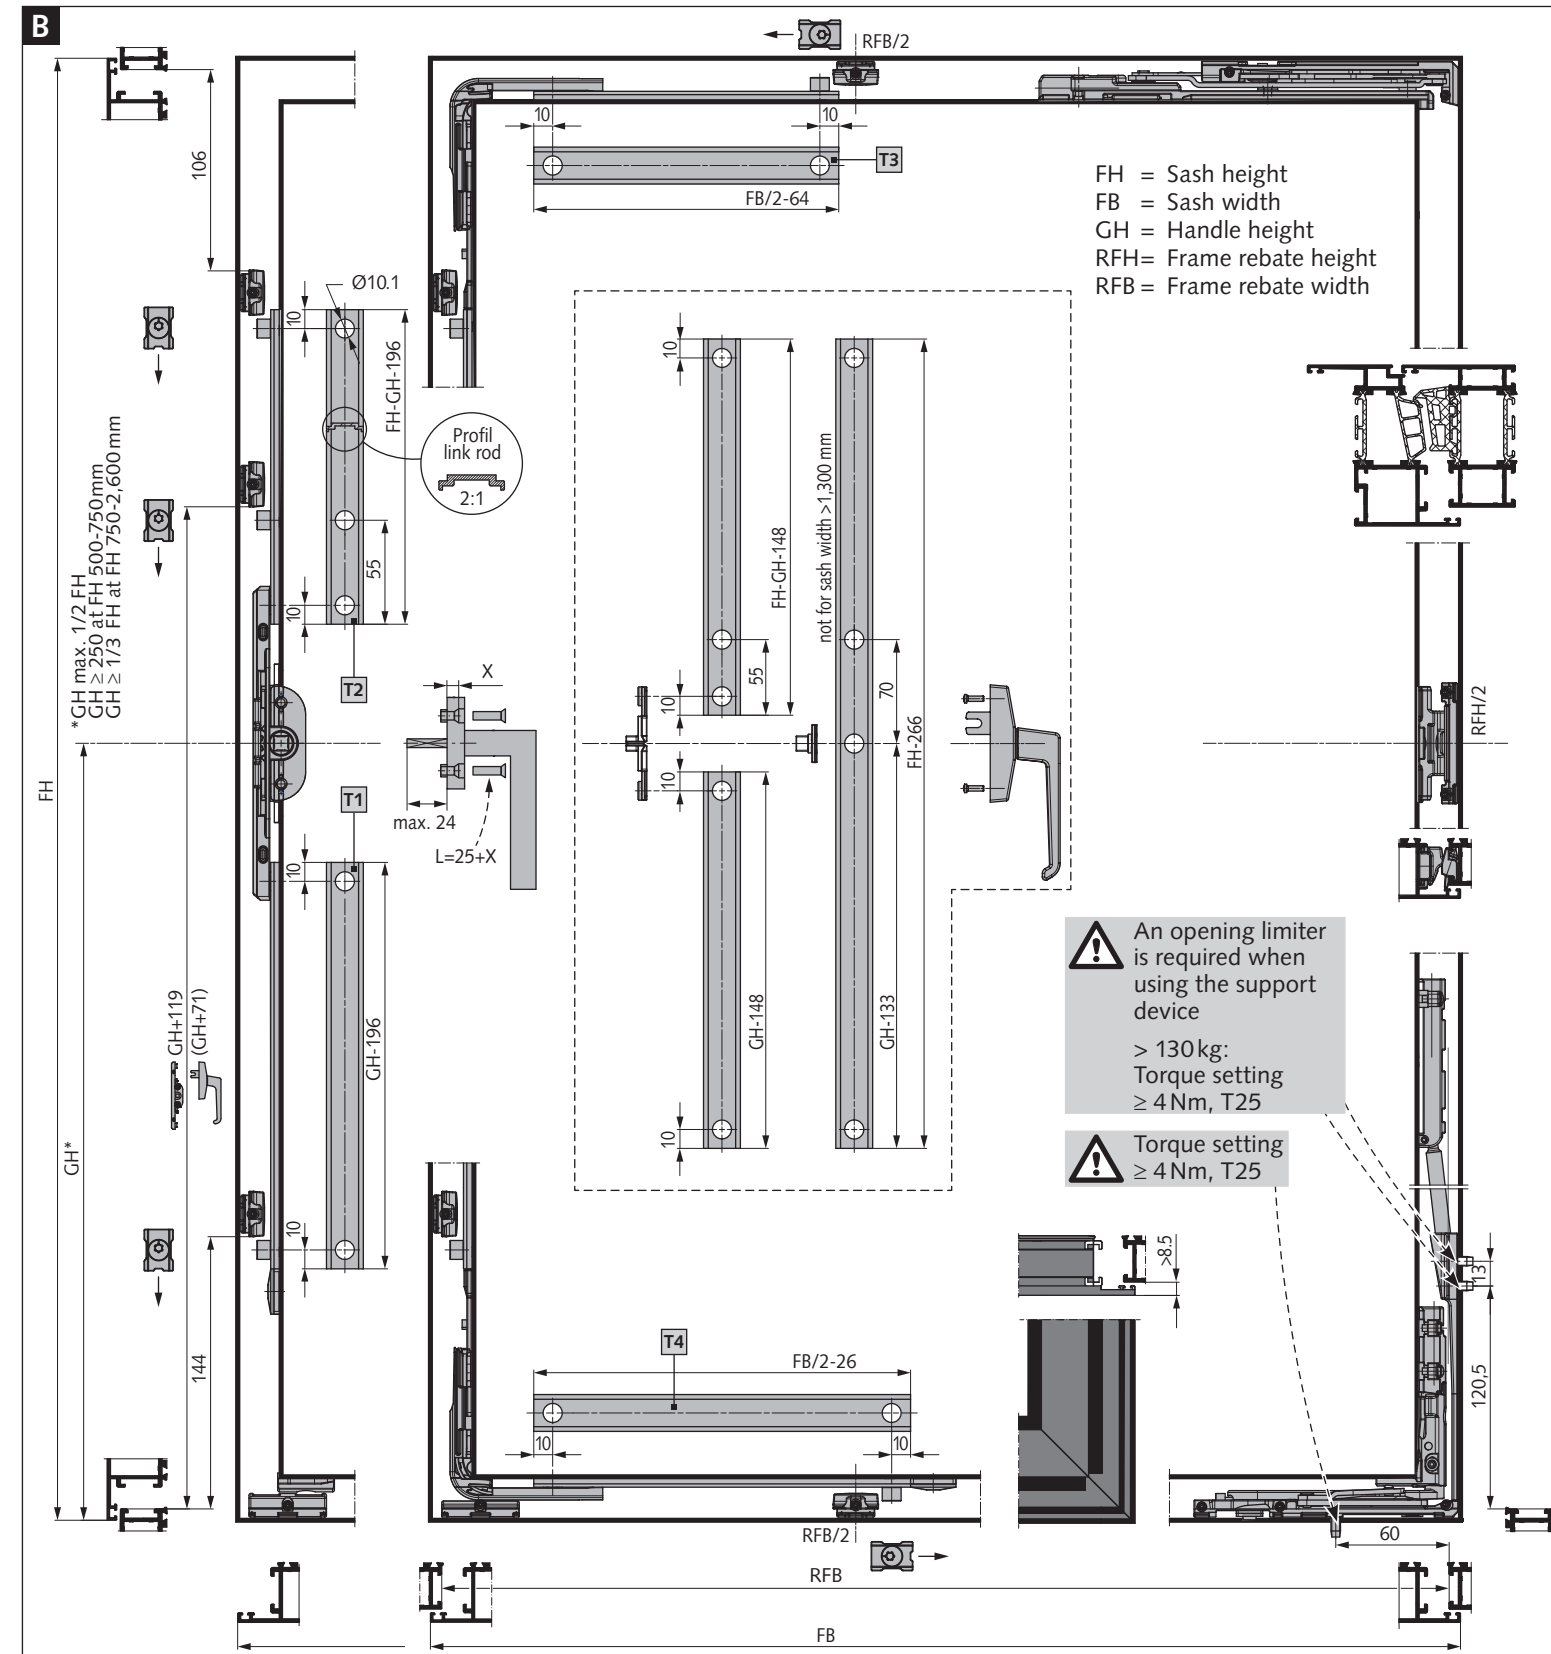 B
RFB/2
106
10
10
T3
FB/2-64
FH = Sash height
FB = Sash width
GH = Handle height
RFH= Frame rebate height
RFB = Frame rebate width
Ø10.1
10
FH-GH-196
Profil
link rod
2:1
55
10
T2
*GH max. 1/2 FH
GH ≥ 250 at FH 500-750mm
GH ≥ 1/3 FH at FH 750-2,600mm
10
FH-GH-148
not for sash width >1,300 mm
55
10
70
FH-266
X
max. 24
L=25+X
RFH/2
FH
T1
10
10
GH-196
GH+119
(GH+71)
GH*
GH-148
GH-133
10
10
144
An opening limiter
is required when
using the support
device
> 130kg:
Torque setting
≥ 4Nm, T25
Torque setting
≥ 4Nm, T25
>8.5
13
120,5
T4
FB/2-26
10
10
60
RFB/2
RFB
FB